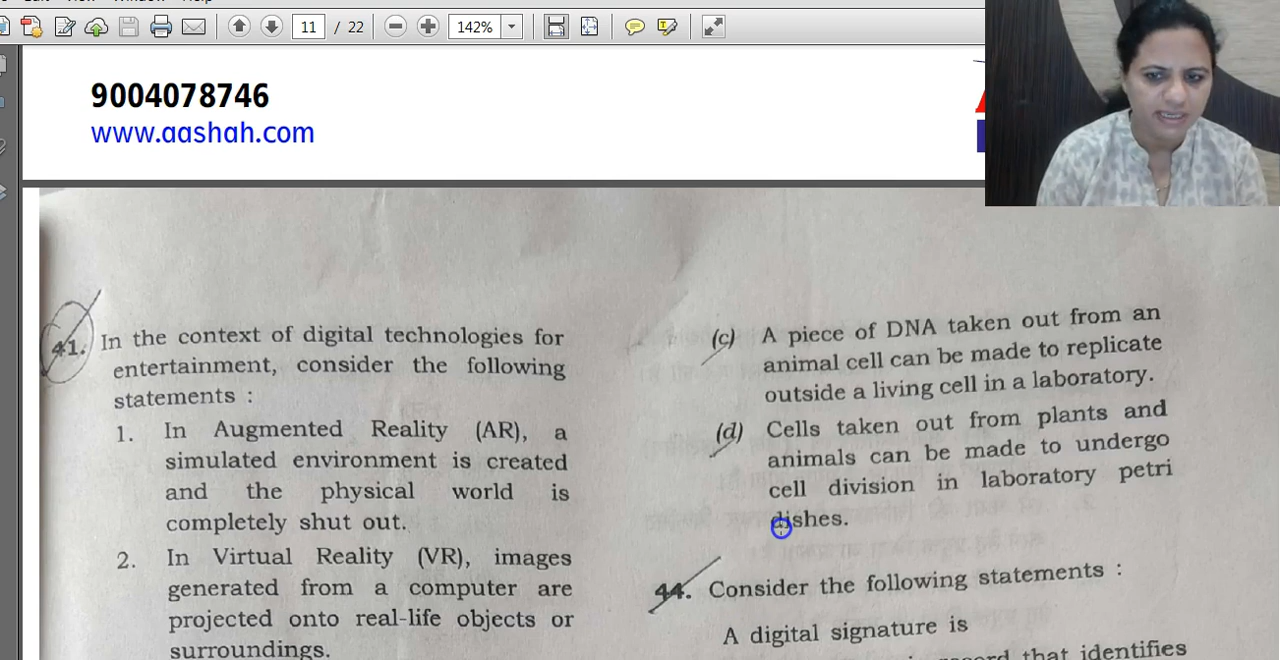 11 / 22
142%
9004078746
www.aashah.com
41. In the context of digital technologies for
entertainment, consider the following
statements :
1. In Augmented Reality (AR), a
simulated environment is created
and the physical world is
completely shut out.
2. In Virtual Reality (VR), images
generated from a computer are
projected onto real-life objects or
surroundings.
(c) A piece of DNA taken out from an
animal cell can be made to replicate
outside a living cell in a laboratory.
(d) Cells taken out from plants and
animals can be made to undergo
cell division in laboratory petri
dishes.
44. Consider the following statements :
A digital signature is
that identifies